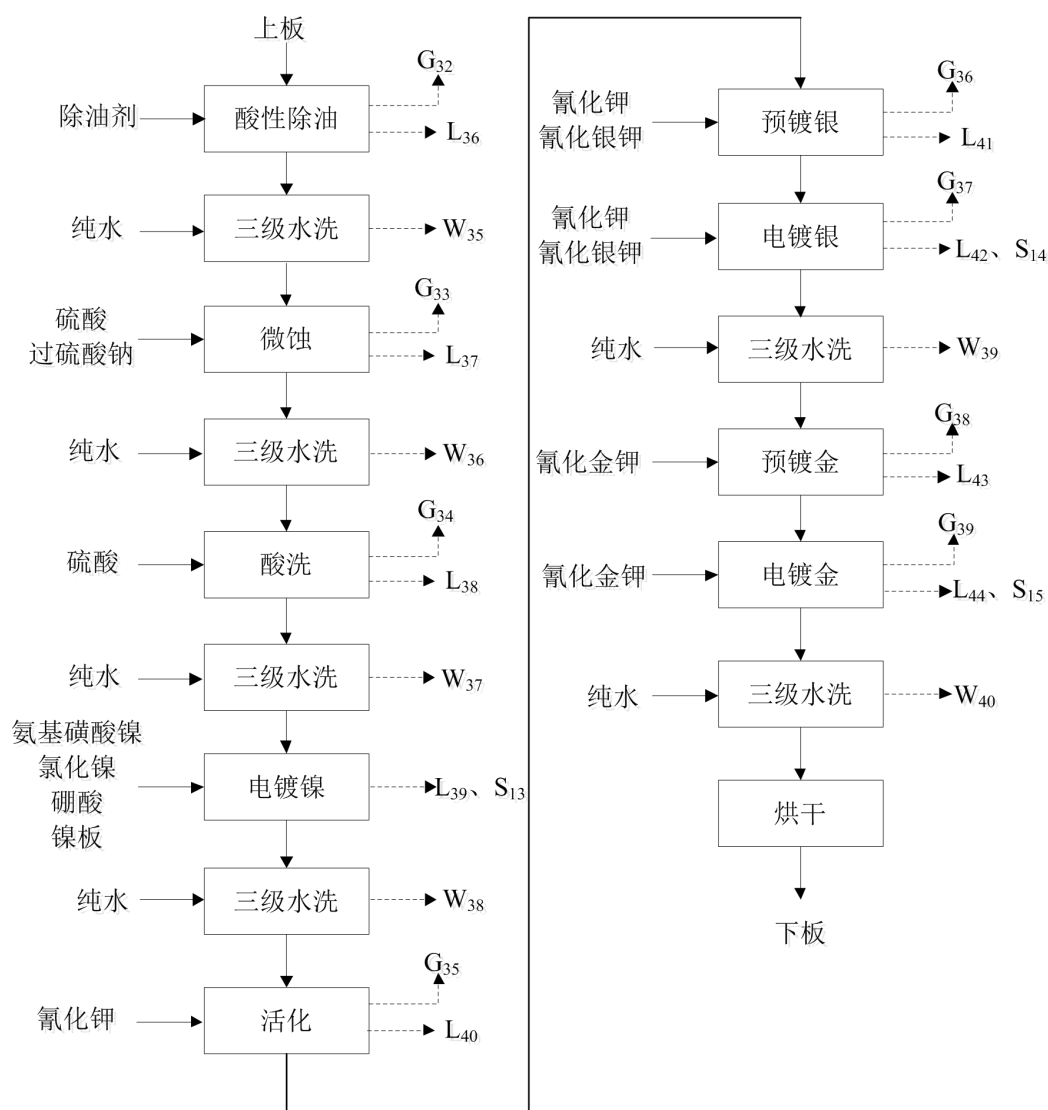 上板
G32
除油剂
酸性除油
L36
纯水
三级水洗
W35
G33
硫酸
过硫酸钠
微蚀
L37
纯水
三级水洗
W36
G34
硫酸
酸洗
L38
纯水
三级水洗
W37
氨基磺酸镍
氯化镍
硼酸
镍板
电镀镍
L39、S13
纯水
三级水洗
W38
G35
氰化钾
活化
L40
G36
氰化钾
氰化银钾
预镀银
L41
G37
氰化钾
氰化银钾
电镀银
L42、S14
纯水
三级水洗
W39
G38
氰化金钾
预镀金
L43
G39
氰化金钾
电镀金
L44、S15
纯水
三级水洗
W40
烘干
下板